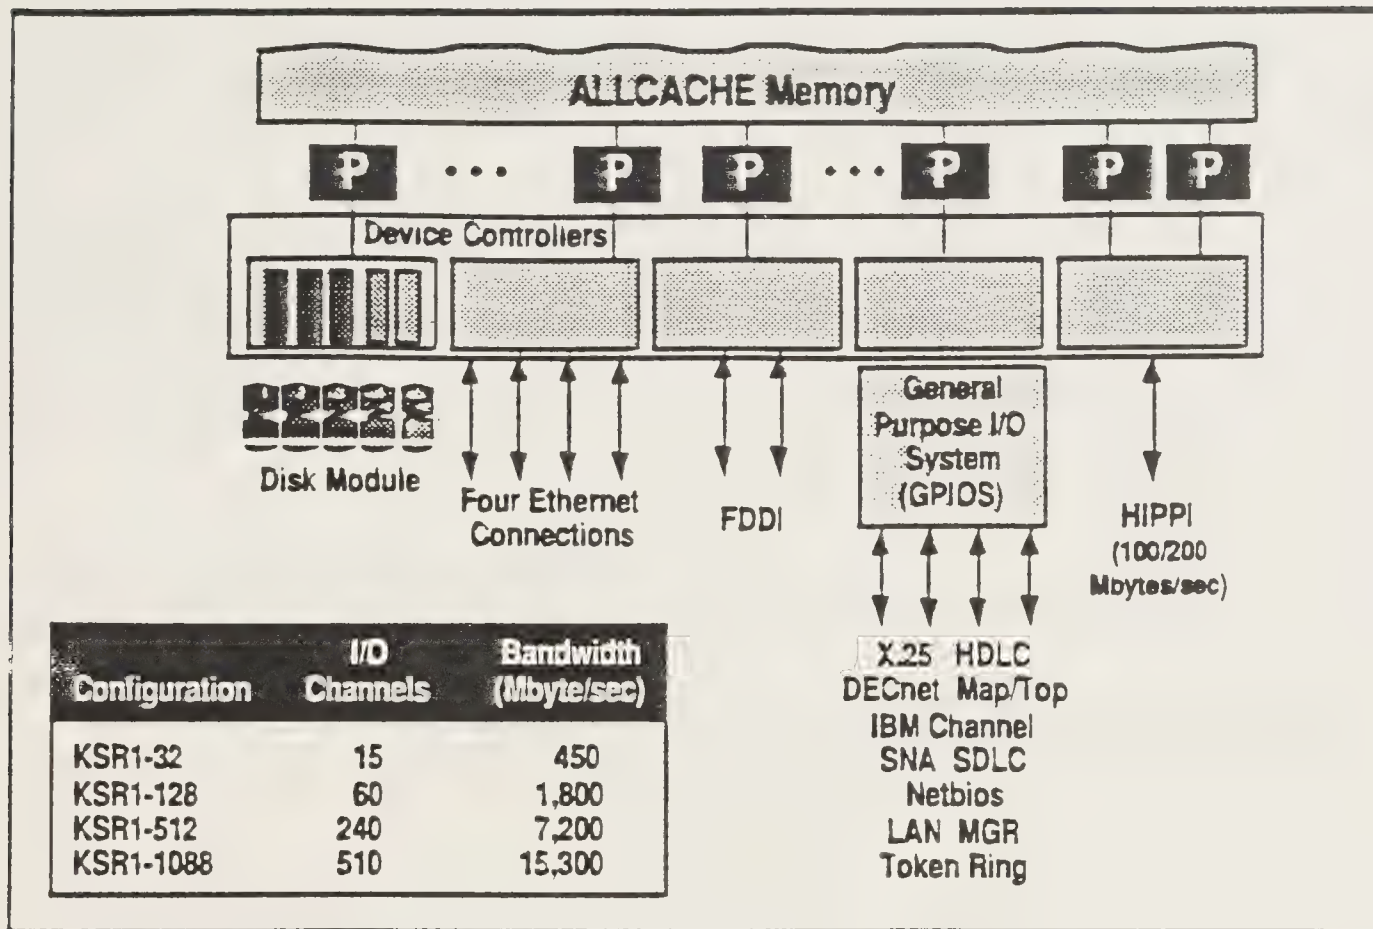 ALLCACHE Memory
P ... P P ... P P P
Device Controllers
Disk Module
Four Ethernet
Connections
FDDI
General
Purpose I/O
System
(GPIOS)
HIPPI
(100/200
Mbytes/sec)
X.25 HDLC
DECnet Map/Top
IBM Channel
SNA SDLC
Netbios
LAN MGR
Token Ring
Configuration I/O Channels Bandwidth (Mbyte/sec)
KSR1-32 15 450
KSR1-128 60 1,800
KSR1-512 240 7,200
KSR1-1088 510 15,300